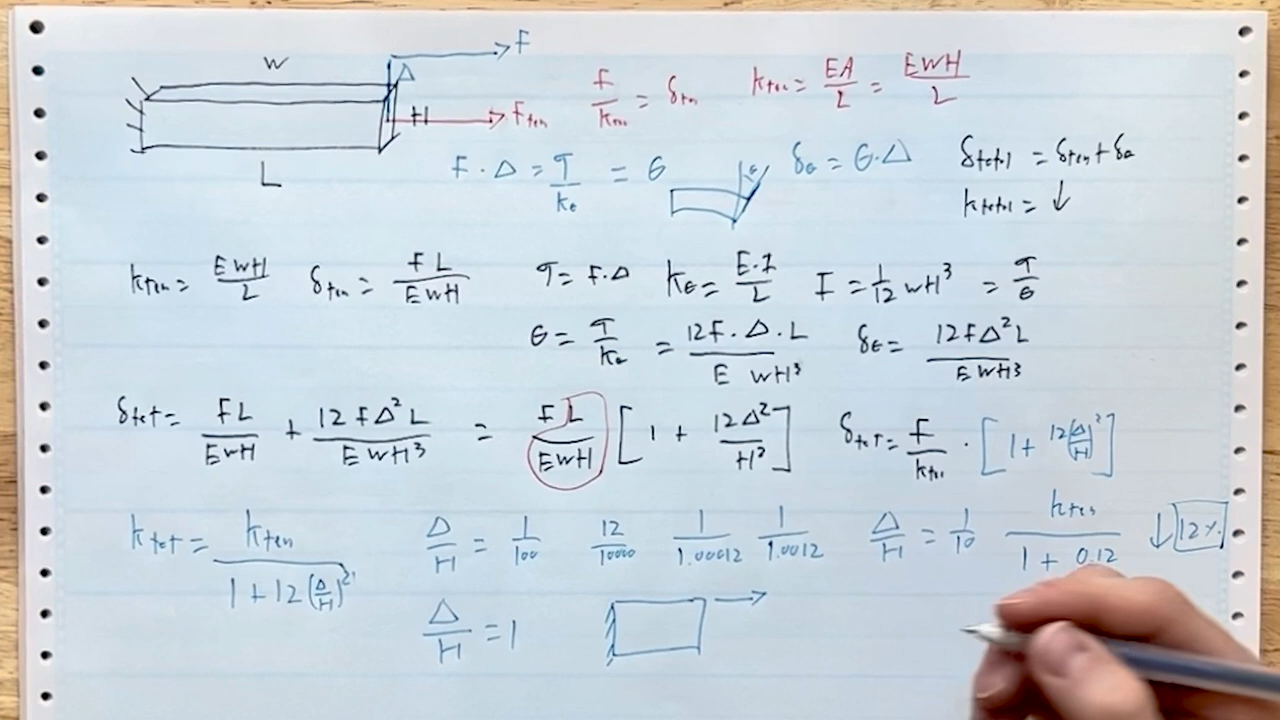 W
F
Δ
H
F_ten
L
F/k_ten = δ_ten
k_ten = EA/L = EWH/L
F·Δ = T/k_θ = θ
θ
δ_θ = θ·Δ
δ_total = δ_ten + δ_θ
k_total = ↓
k_ten = EWH/L
δ_ten = FL/EWH
T = F·Δ
k_θ = E·I/L
I = 1/12 WH³
= T/θ
θ = T/k_θ = 12F·Δ·L/E WH³
δ_θ = 12FΔ²L/EWH³
δ_tot = FL/EWH + 12FΔ²L/EWH³ = FL/EWH [1 + 12Δ²/H²]
δ_tot = F/k_ten · [1 + 12(Δ/H)²]
k_tot = k_ten/1 + 12(Δ/H)²
Δ/H = 1/100
12/10000
1/1.00012
1/1.0012
Δ/H = 1/10
k_ten/1 + 0.12
↓ 12%
Δ/H = 1